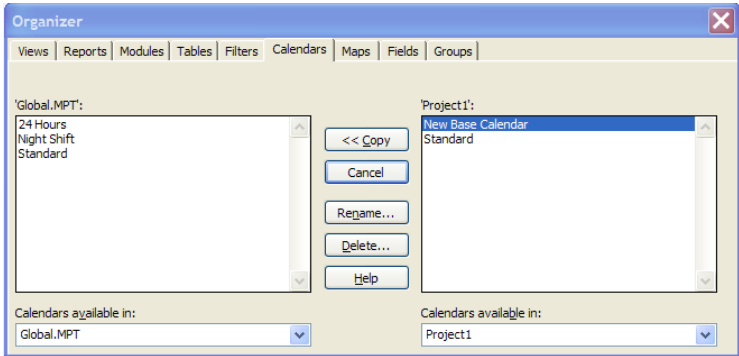 Organizer
Views Reports Modules Tables Filters Calendars Maps Fields Groups
'Global.MPT':
24 Hours
Night Shift
Standard
<< Copy
Cancel
Rename...
Delete...
Help
'Project1':
New Base Calendar
Standard
Calendars available in:
Global.MPT
Calendars available in:
Project1